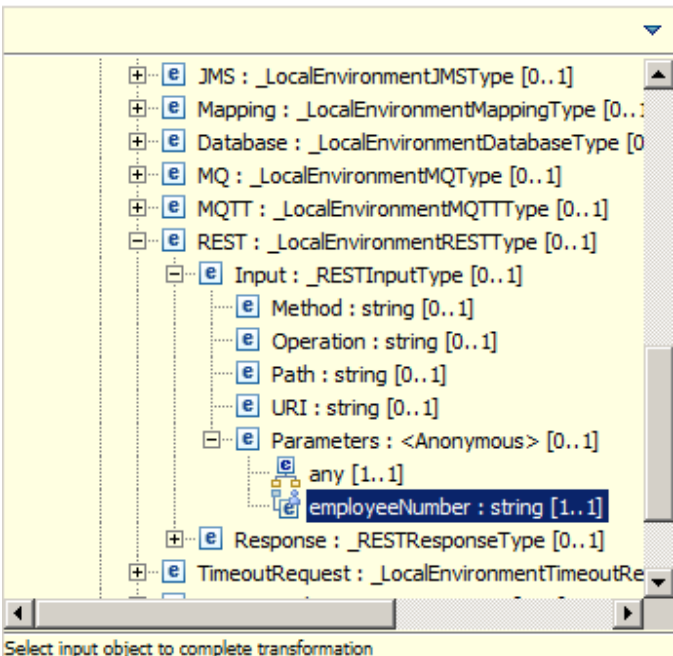 JMS : _LocalEnvironmentJMSType [0..1]
Mapping : _LocalEnvironmentMappingType [0..1
Database : _LocalEnvironmentDatabaseType [0
MQ : _LocalEnvironmentMQType [0..1]
MQTT : _LocalEnvironmentMQTTType [0..1]
REST : _LocalEnvironmentRESTType [0..1]
Input : _RESTInputType [0..1]
Method : string [0..1]
Operation : string [0..1]
Path : string [0..1]
URI : string [0..1]
Parameters : <Anonymous> [0..1]
any [1..1]
employeeNumber : string [1..1]
Response : _RESTResponseType [0..1]
TimeoutRequest : _LocalEnvironmentTimeoutRe
Select input object to complete transformation